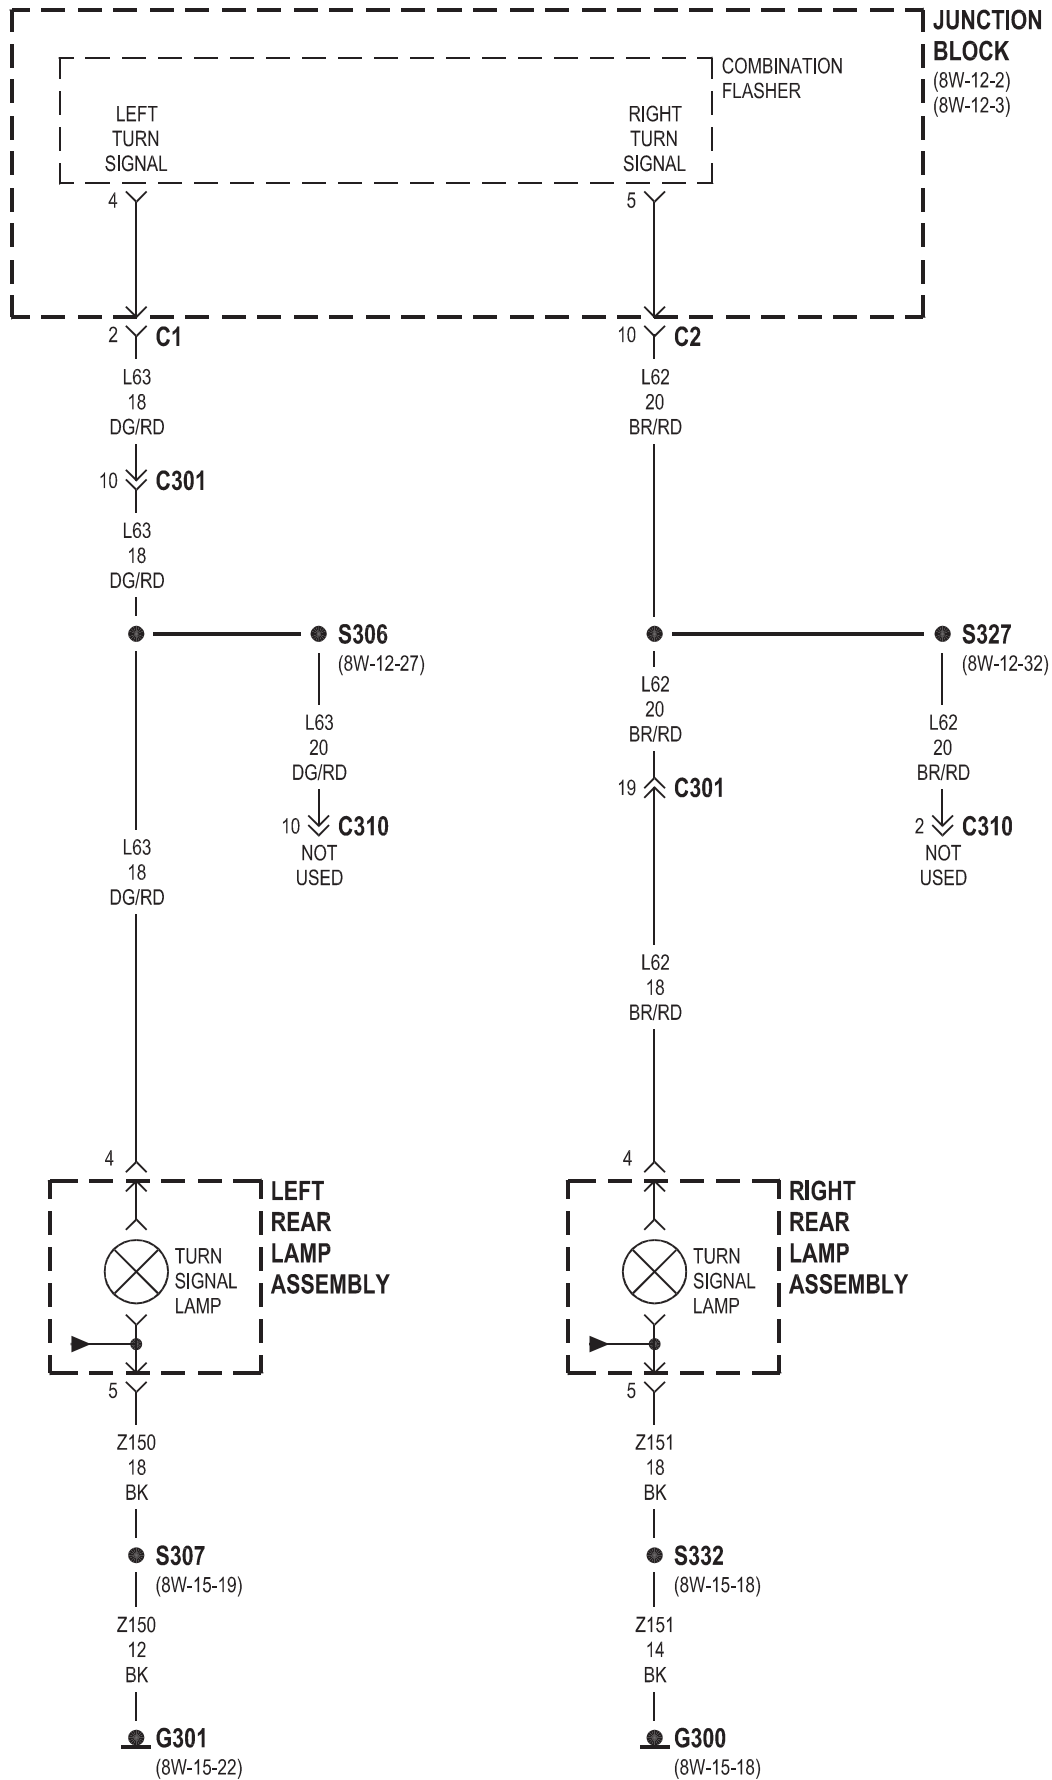 JUNCTION
BLOCK
(8W-12-2)
(8W-12-3)
COMBINATION
FLASHER
LEFT
TURN
SIGNAL
RIGHT
TURN
SIGNAL
4
5
2 C1
10 C2
L63
18
DG/RD
L62
20
BR/RD
10 C301
L63
18
DG/RD
S306
(8W-12-27)
S327
(8W-12-32)
L63
20
DG/RD
L62
20
BR/RD
L62
20
BR/RD
19 C301
10 C310
NOT
USED
2 C310
NOT
USED
L63
18
DG/RD
L62
18
BR/RD
4
4
LEFT
REAR
LAMP
ASSEMBLY
TURN
SIGNAL
LAMP
RIGHT
REAR
LAMP
ASSEMBLY
TURN
SIGNAL
LAMP
5
5
Z150
18
BK
Z151
18
BK
S307
(8W-15-19)
S332
(8W-15-18)
Z150
12
BK
Z151
14
BK
G301
(8W-15-22)
G300
(8W-15-18)